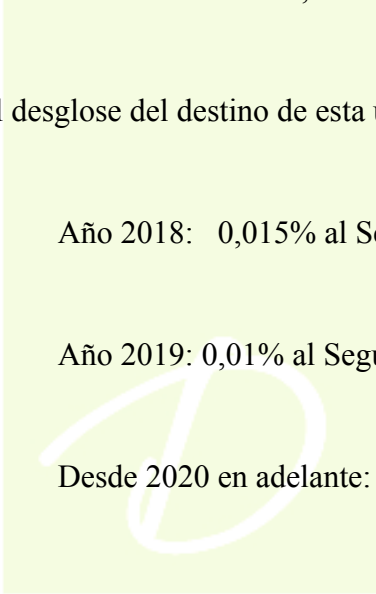 desglose del destino de esta
Año 2018: 0,015% al
Año 2019: 0,01% al
Desde 2020 en adelante: